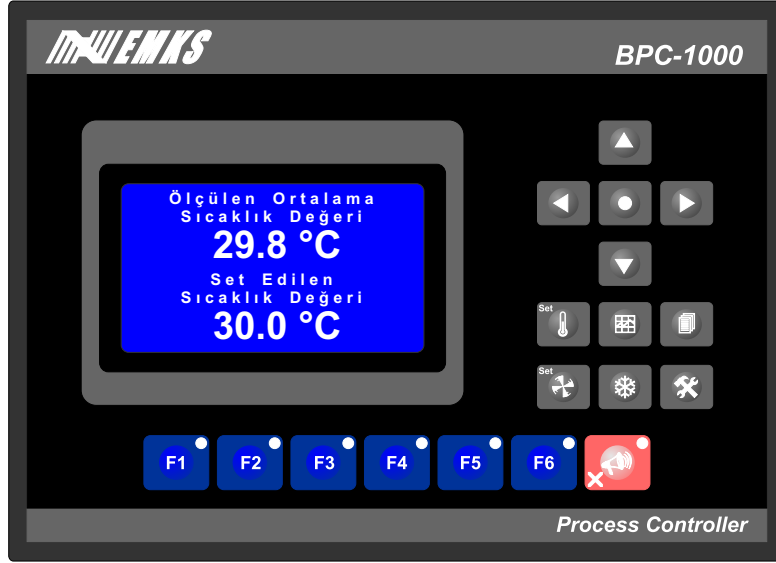 EMKS
BPC-1000
Ölçülen Ortalama
Sıcaklık Değeri
29.8 °C
Set Edilen
Sıcaklık Değeri
30.0 °C
Set
Set
F1 F2 F3 F4 F5 F6
Process Controller